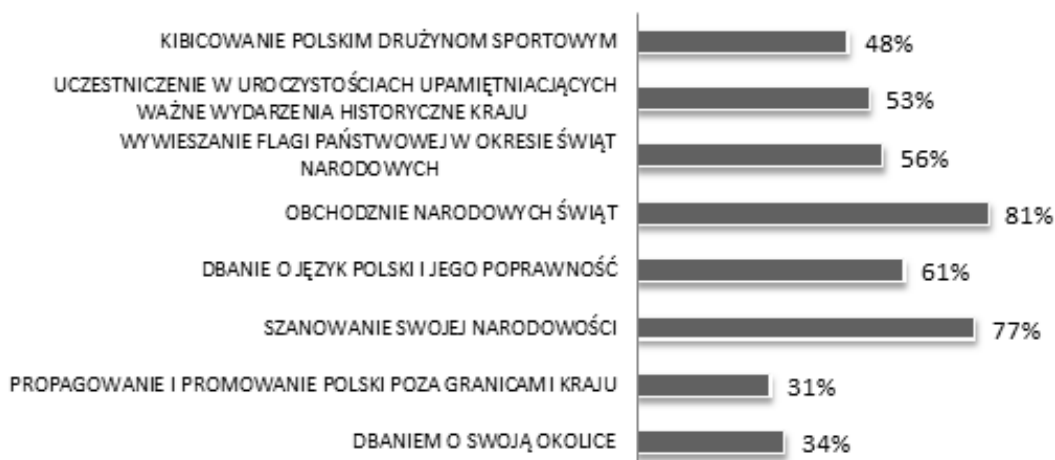 KIBICOWANIE POLSKIM DRUŻYNOM SPORTOWYM
48%
UCZESTNICZENIE W UROCZYSTOŚCIACH UPAMIĘTNIACJĄCYCH
WAŻNE WYDARZENIA HISTORYCZNE KRAJU
53%
WYWIESZANIE FLAGI PAŃSTWOWEJ W OKRESIE ŚWIĄT
NARODOWYCH
56%
OBCHODZNIE NARODOWYCH ŚWIĄT
81%
DBANIE O JĘZYK POLSKI I JEGO POPRAWNOŚĆ
61%
SZANOWANIE SWOJEJ NARODOWOŚCI
77%
PROPAGOWANIE I PROMOWANIE POLSKI POZA GRANICAMI KRAJU
31%
DBANIEM O SWOJĄ OKOLICE
34%